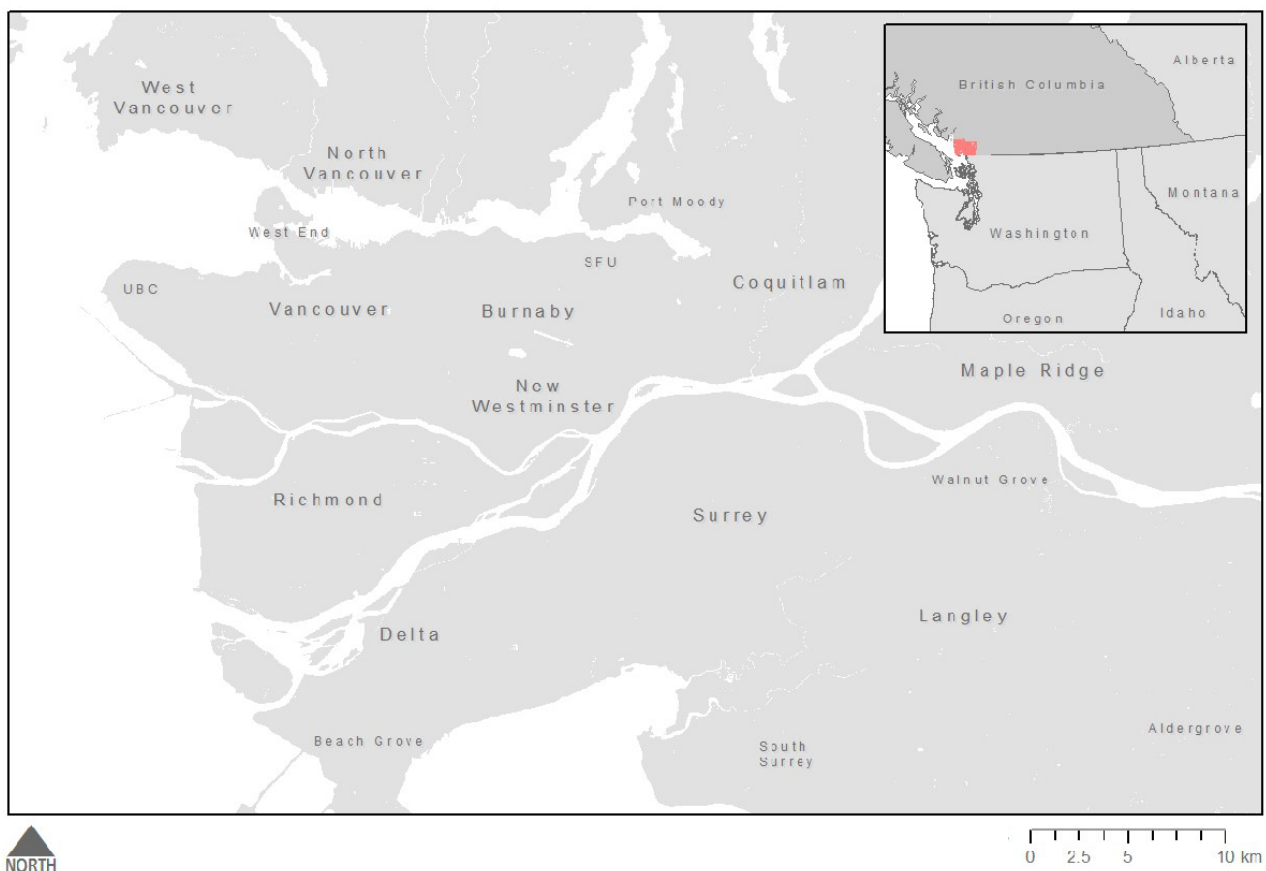 West
Vancouver
North
Vancouver
Port Moody
West End
SFU
UBC
Coquitlam
Vancouver
Burnaby
Maple Ridge
New
Westminster
Walnut Grove
Richmond
Surrey
Langley
Delta
Beach Grove
South
Surrey
Aldergrove
Alberta
British Columbia
Montana
Washington
Oregon
Idaho
NORTH
0 2.5 5 10 km